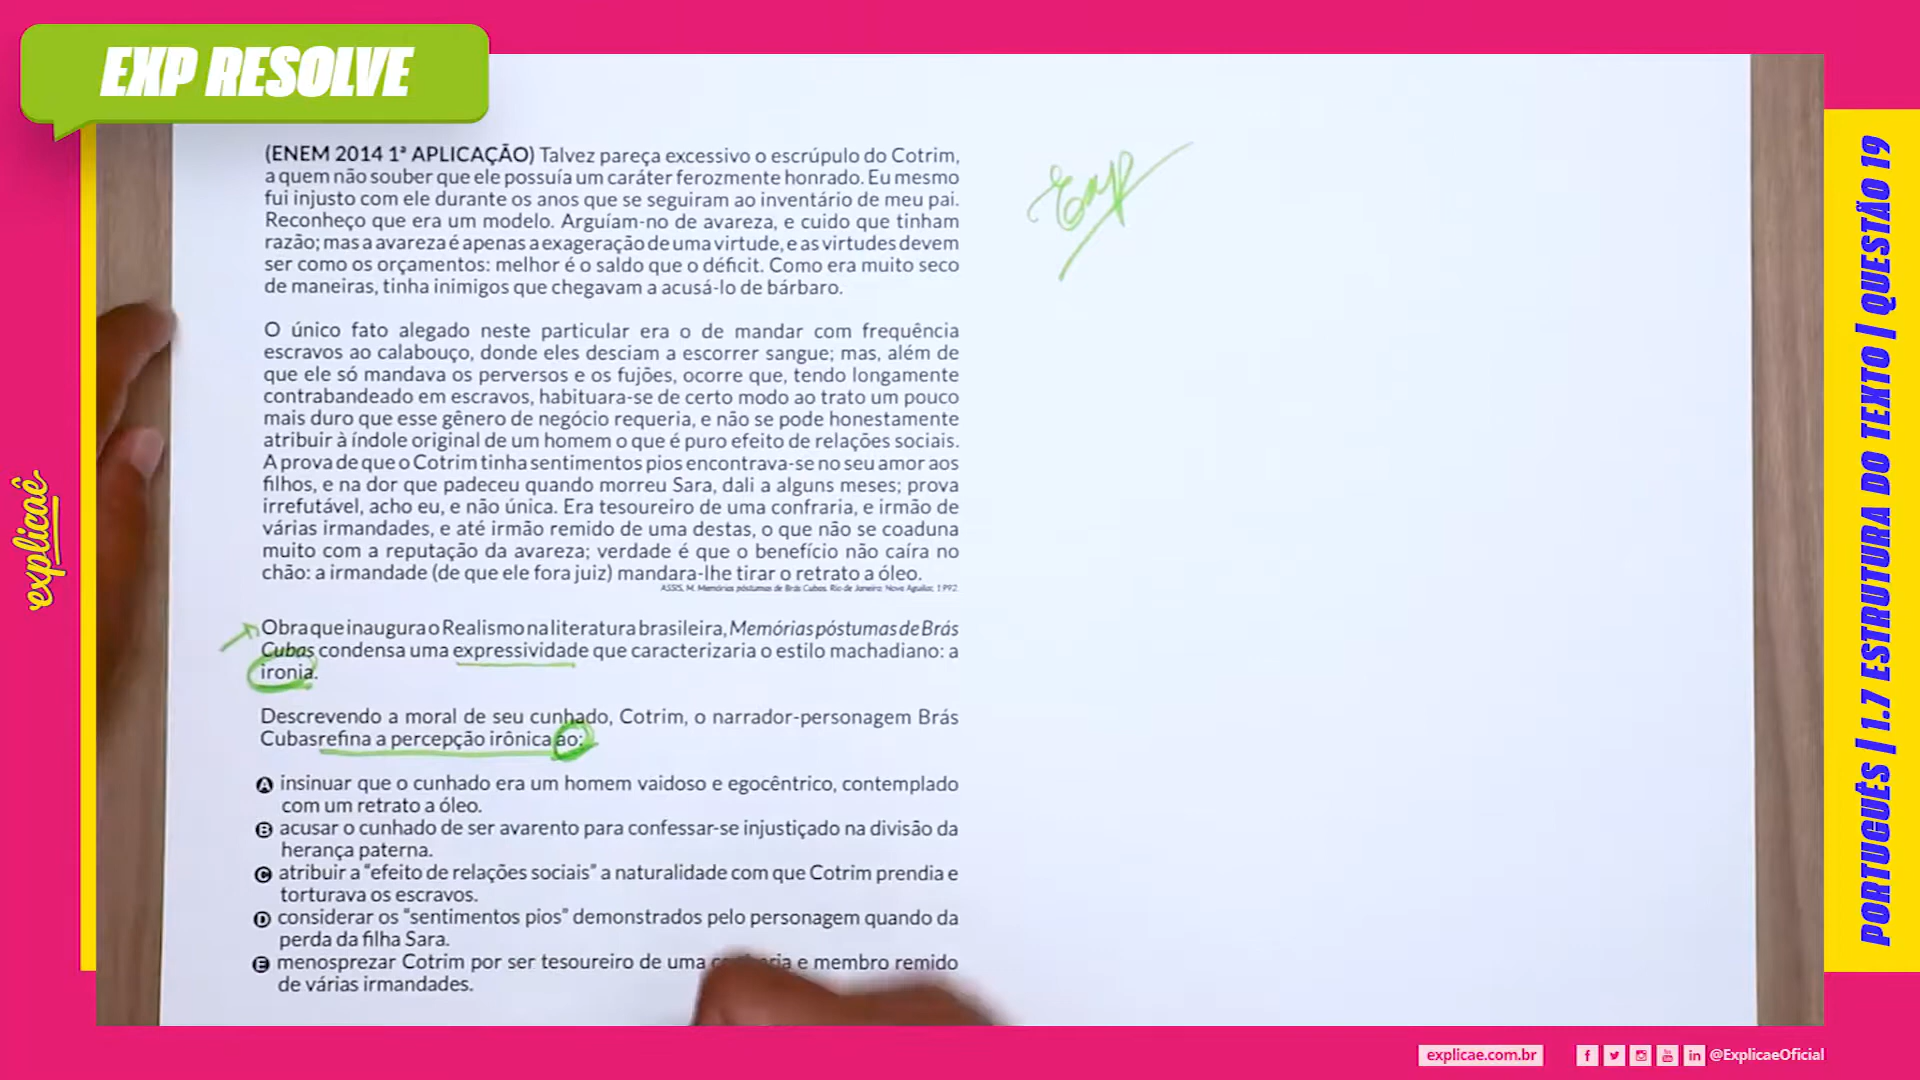 EXP RESOLVE
(ENEM 2014 1ª APLICAÇÃO) Talvez pareça excessivo o escrúpulo do Cotrim,
a quem não souber que ele possuía um caráter ferozmente honrado. Eu mesmo
fui injusto com ele durante os anos que se seguiram ao inventário de meu pai.
Reconheço que era um modelo. Arguíam-no de avareza, e cuido que tinham
razão; mas a avareza é apenas a exageração de uma virtude, e as virtudes devem
ser como os orçamentos: melhor é o saldo que o déficit. Como era muito seco
de maneiras, tinha inimigos que chegavam a acusá-lo de bárbaro.
O único fato alegado neste particular era o de mandar com frequência
escravos ao calabouço, donde eles desciam a escorrer sangue; mas, além de
que ele só mandava os perversos e os fujões, ocorre que, tendo longamente
contrabandeado em escravos, habituara-se de certo modo ao trato um pouco
mais duro que esse gênero de negócio requeria, e não se pode honestamente
atribuir à índole original de um homem o que é puro efeito de relações sociais.
A prova de que o Cotrim tinha sentimentos pios encontrava-se no seu amor aos
filhos, e na dor que padeceu quando morreu Sara, dali a alguns meses; prova
irrefutável, acho eu, e não única. Era tesoureiro de uma confraria, e irmão de
várias irmandades, e até irmão remido de uma destas, o que não se coaduna
muito com a reputação da avareza; verdade é que o benefício não caíra no
chão: a irmandade (de que ele fora juiz) mandara-lhe tirar o retrato a óleo.
ASSIS, M. Memórias póstumas de Brás Cubas. Rio de Janeiro: Nova Aguilar, 1992.
Obra que inaugura o Realismo na literatura brasileira, Memórias póstumas de Brás
Cubas condensa uma expressividade que caracterizaria o estilo machadiano: a
ironia.
Descrevendo a moral de seu cunhado, Cotrim, o narrador-personagem Brás
Cubas refina a percepção irônica ao:
A insinuar que o cunhado era um homem vaidoso e egocêntrico, contemplado
com um retrato a óleo.
B acusar o cunhado de ser avarento para confessar-se injustiçado na divisão da
herança paterna.
C atribuir a "efeito de relações sociais" a naturalidade com que Cotrim prendia e
torturava os escravos.
D considerar os "sentimentos pios" demonstrados pelo personagem quando da
perda da filha Sara.
E menosprezar Cotrim por ser tesoureiro de uma e membro remido
de várias irmandades.
Exp
explicaê
PORTUGUÊS | 1.7 ESTRUTURA DO TEXTO | QUESTÃO 19
explicae.com.br
@ExplicaeOficial